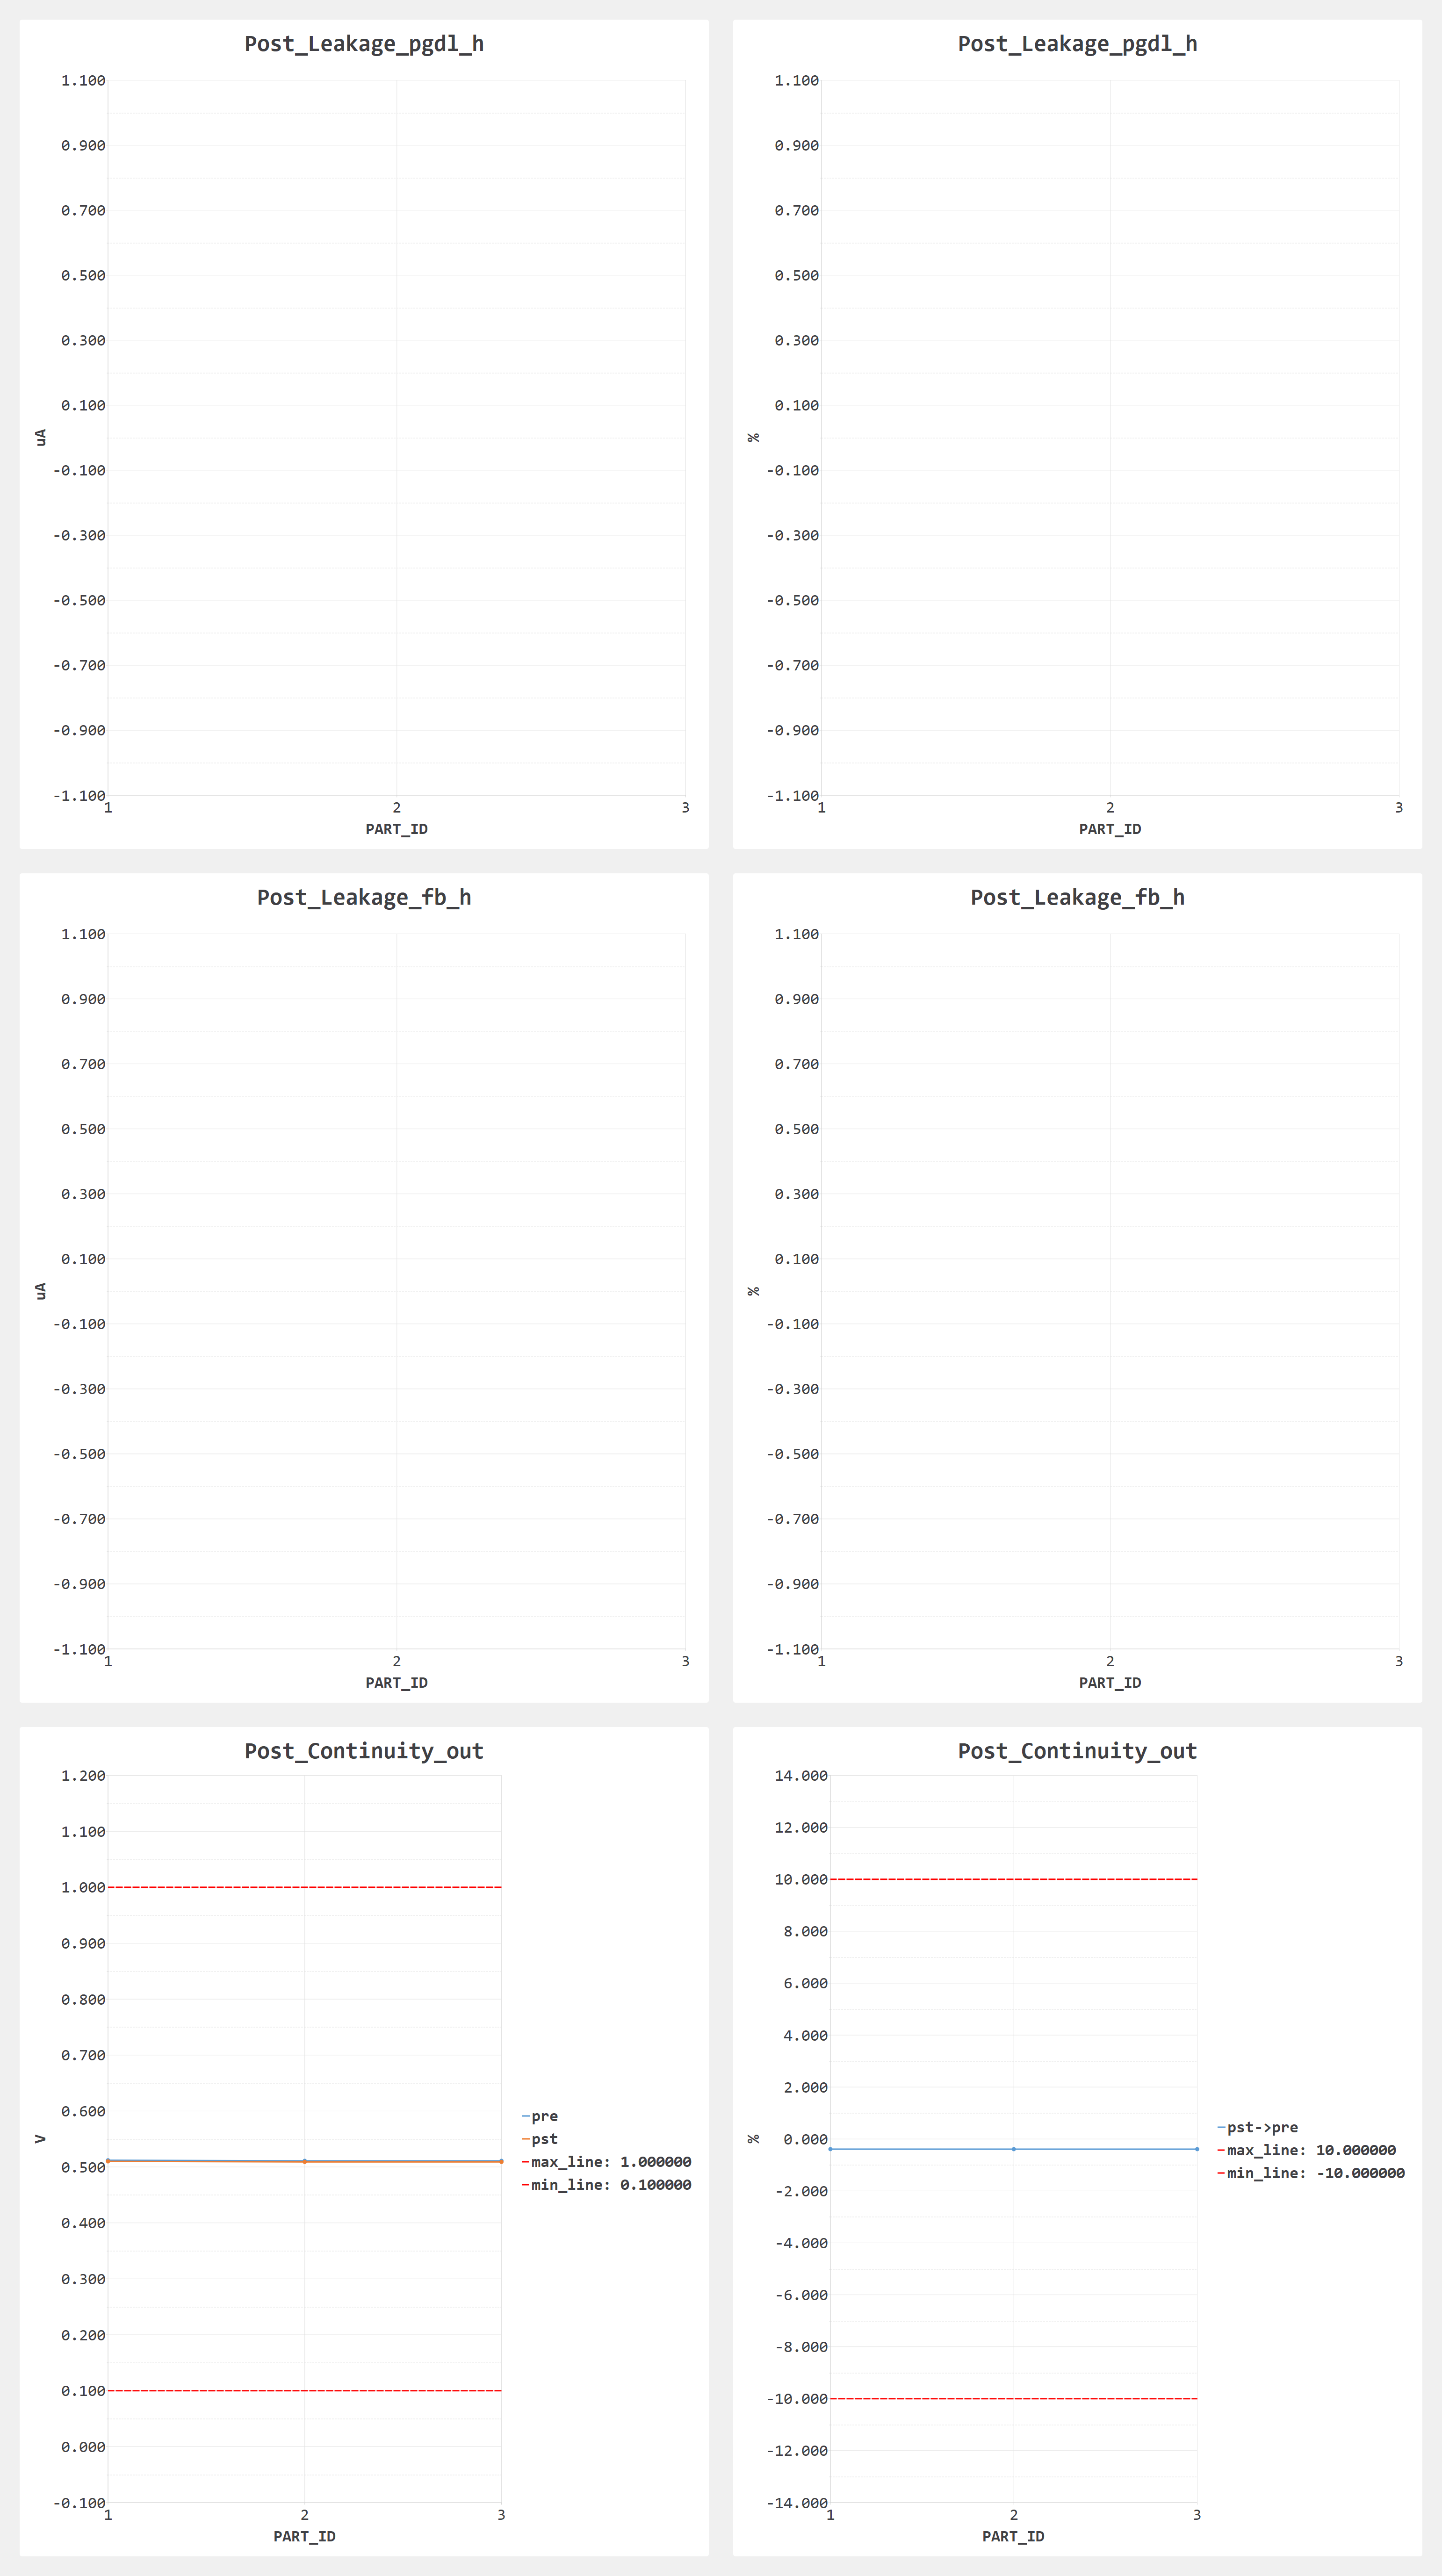 Post_Leakage_pgdl_h
1.100
0.900
0.700
0.500
0.300
0.100
-0.100
-0.300
-0.500
-0.700
-0.900
-1.100
uA
1 2 3
PART_ID
Post_Leakage_pgdl_h
1.100
0.900
0.700
0.500
0.300
0.100
-0.100
-0.300
-0.500
-0.700
-0.900
-1.100
%
1 2 3
PART_ID
Post_Leakage_fb_h
1.100
0.900
0.700
0.500
0.300
0.100
-0.100
-0.300
-0.500
-0.700
-0.900
-1.100
uA
1 2 3
PART_ID
Post_Leakage_fb_h
1.100
0.900
0.700
0.500
0.300
0.100
-0.100
-0.300
-0.500
-0.700
-0.900
-1.100
%
1 2 3
PART_ID
Post_Continuity_out
1.200
1.100
1.000
0.900
0.800
0.700
0.600
0.500
0.400
0.300
0.200
0.100
0.000
-0.100
V
1 2 3
PART_ID
pre
pst
max_line: 1.000000
min_line: 0.100000
Post_Continuity_out
14.000
12.000
10.000
8.000
6.000
4.000
2.000
0.000
-2.000
-4.000
-6.000
-8.000
-10.000
-12.000
-14.000
%
1 2 3
PART_ID
pst->pre
max_line: 10.000000
min_line: -10.000000